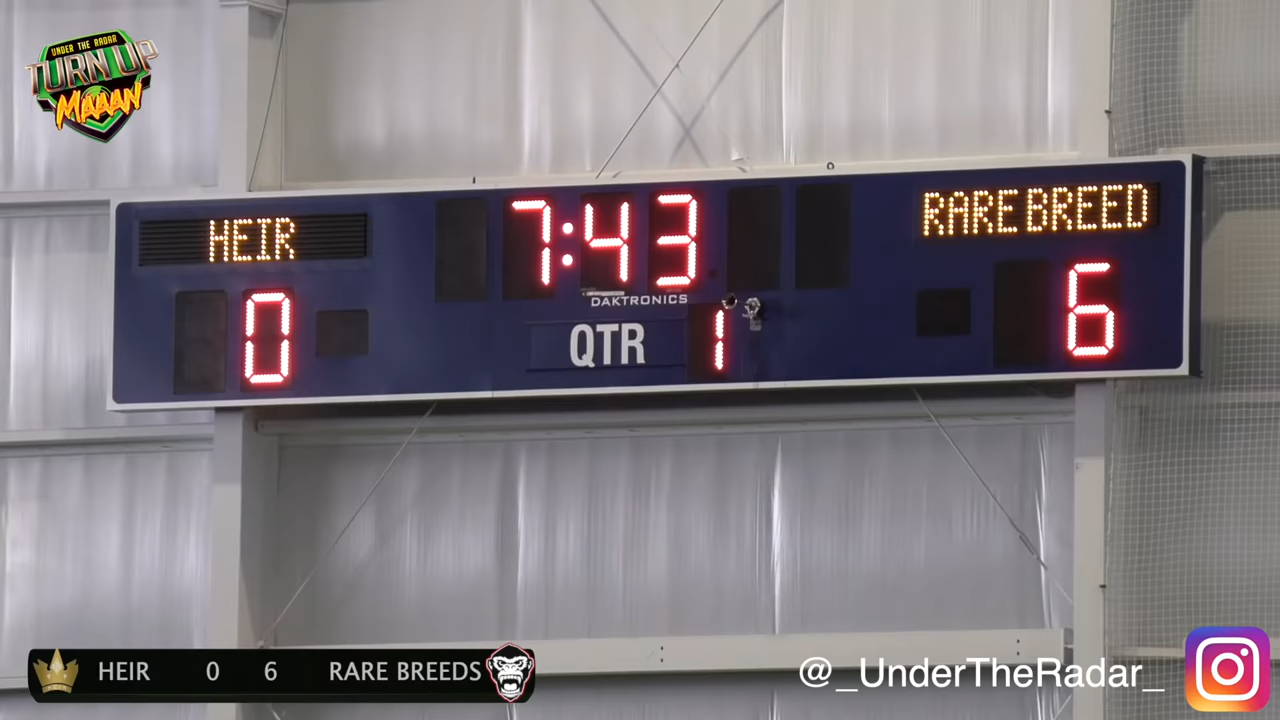 UNDER THE RADAR
TURN UP
MAAAN
HEIR
7:43
RARE BREED
0
DAKTRONICS
QTR 1
6
HEIR 0 6 RARE BREEDS
@_UnderTheRadar_